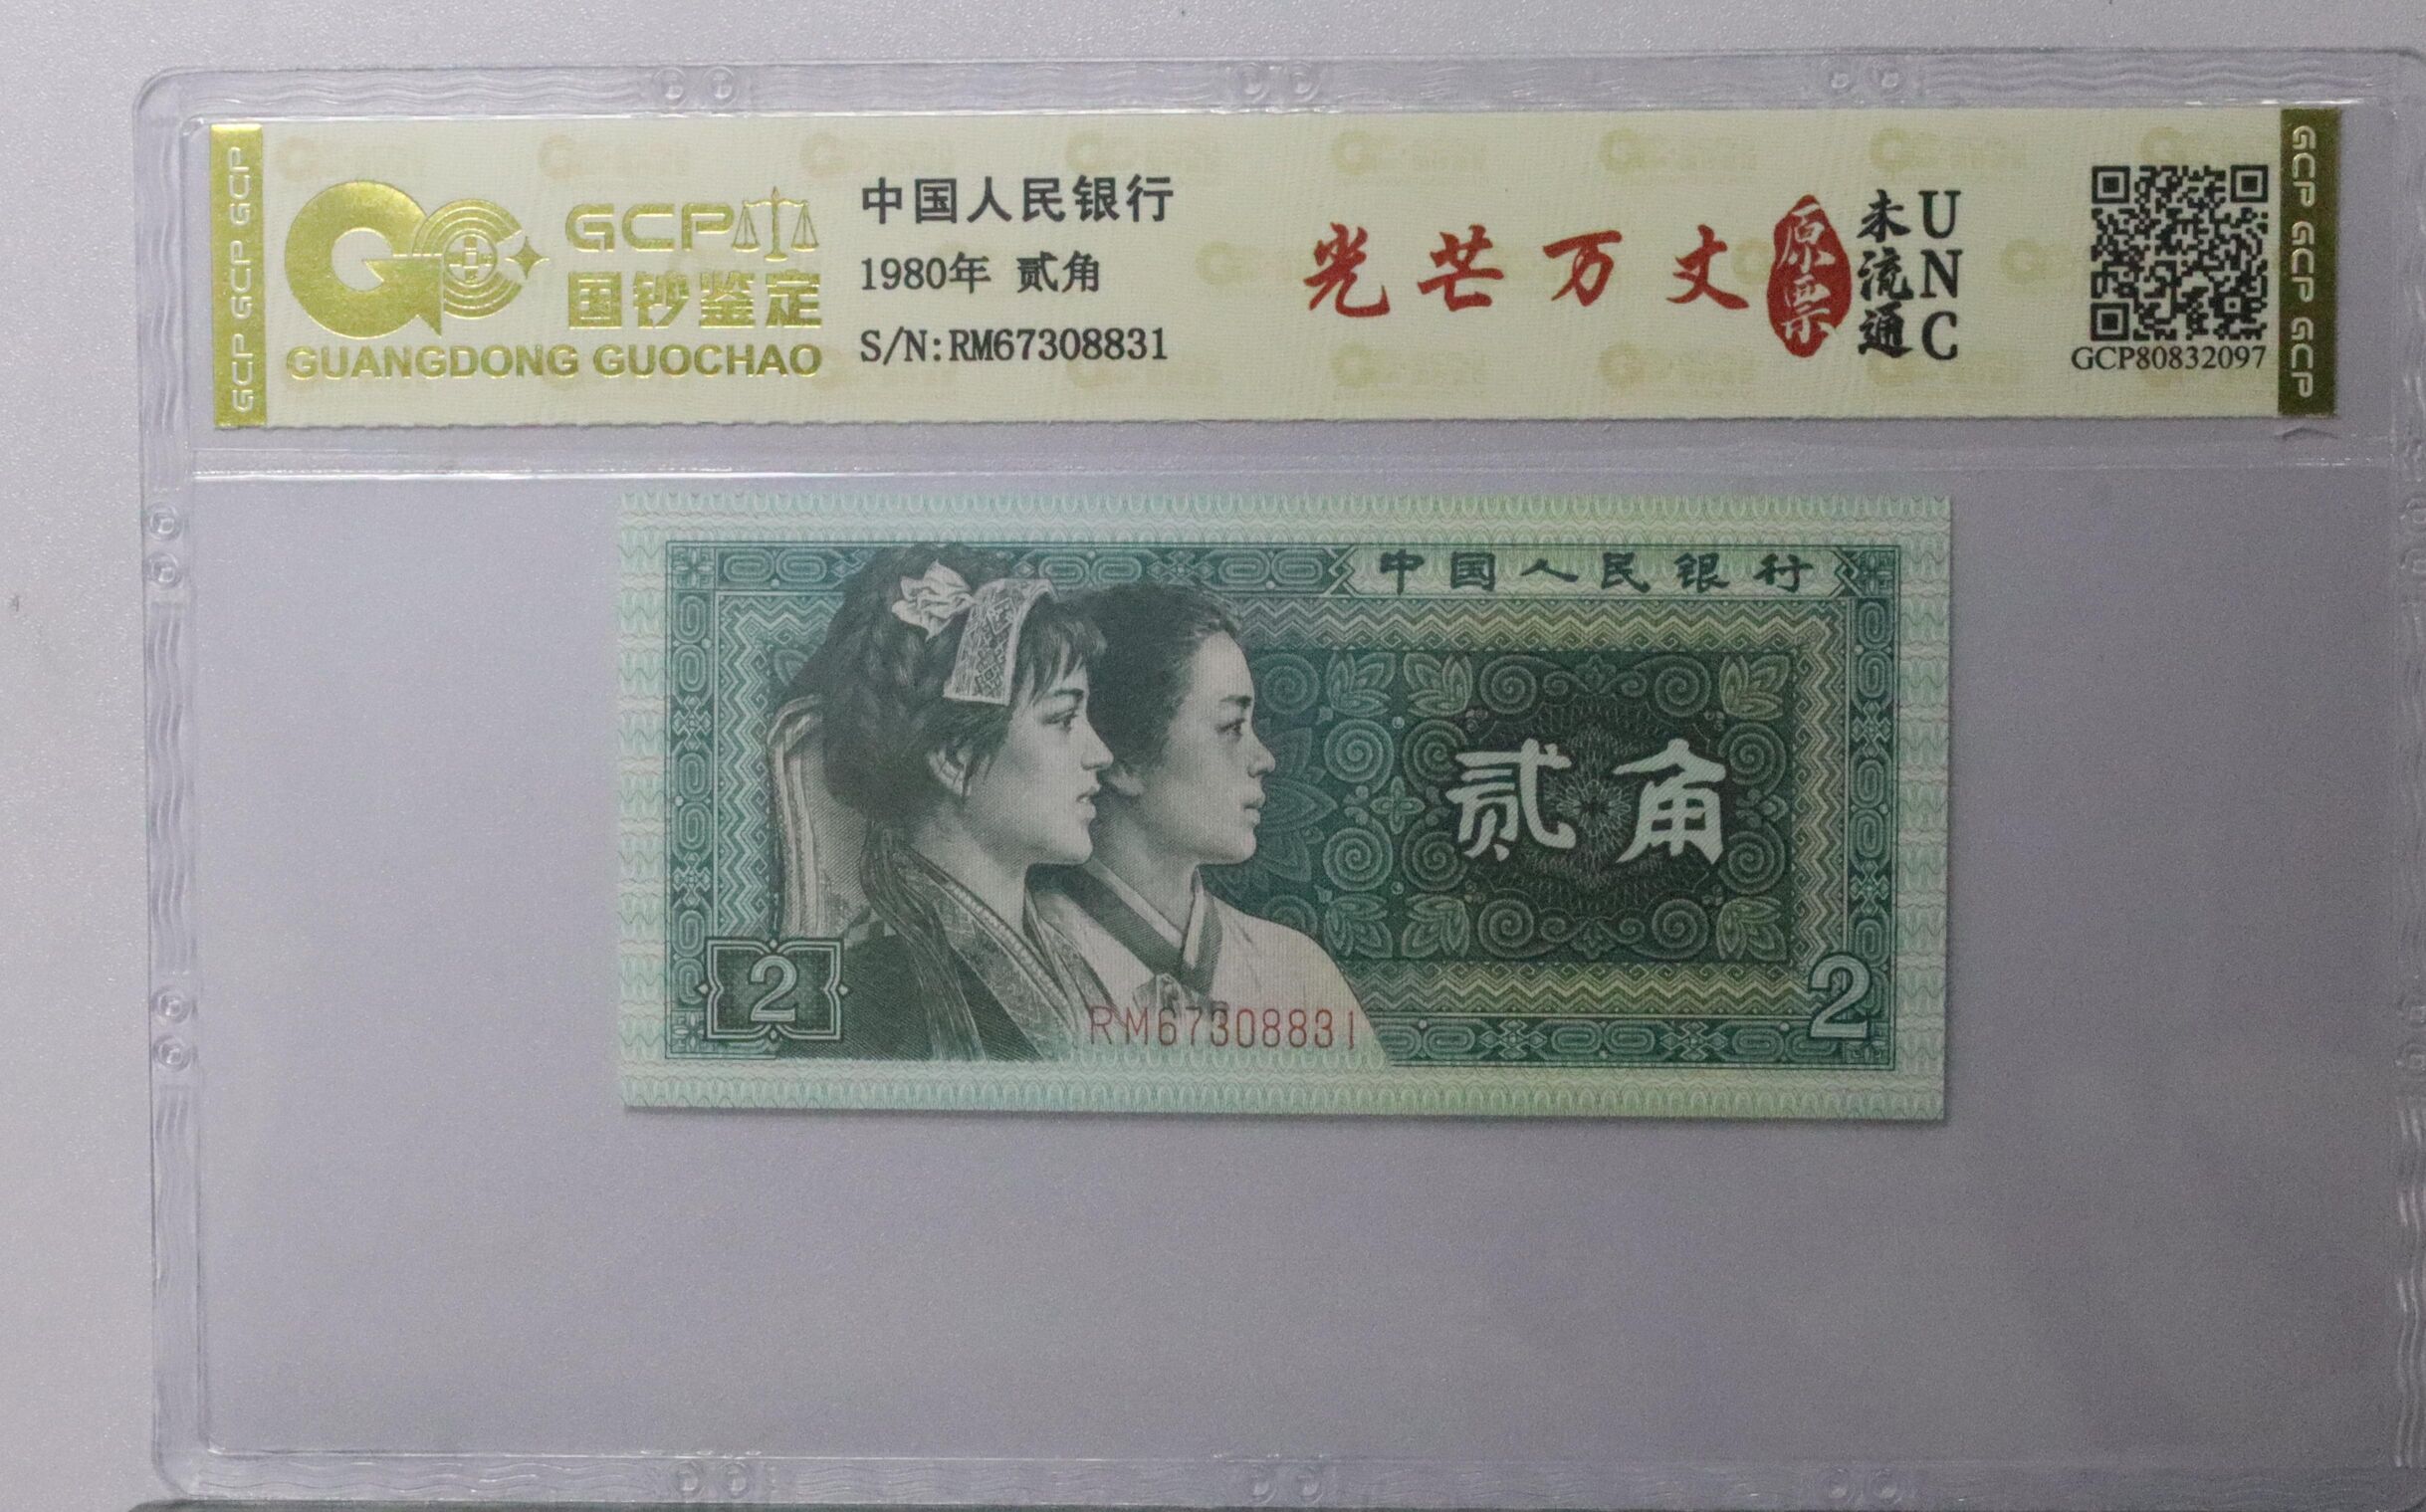 GCP GCP GCP
GCP
国钞鉴定
GUANGDONG GUOCHAO
中国人民银行
1980年 贰角
S/N:RM67308831
光芒万丈
原票
未流通
UNC
GCP80832097
GCP GCP GCP
中国人民银行
贰角
2
2
RM67308831